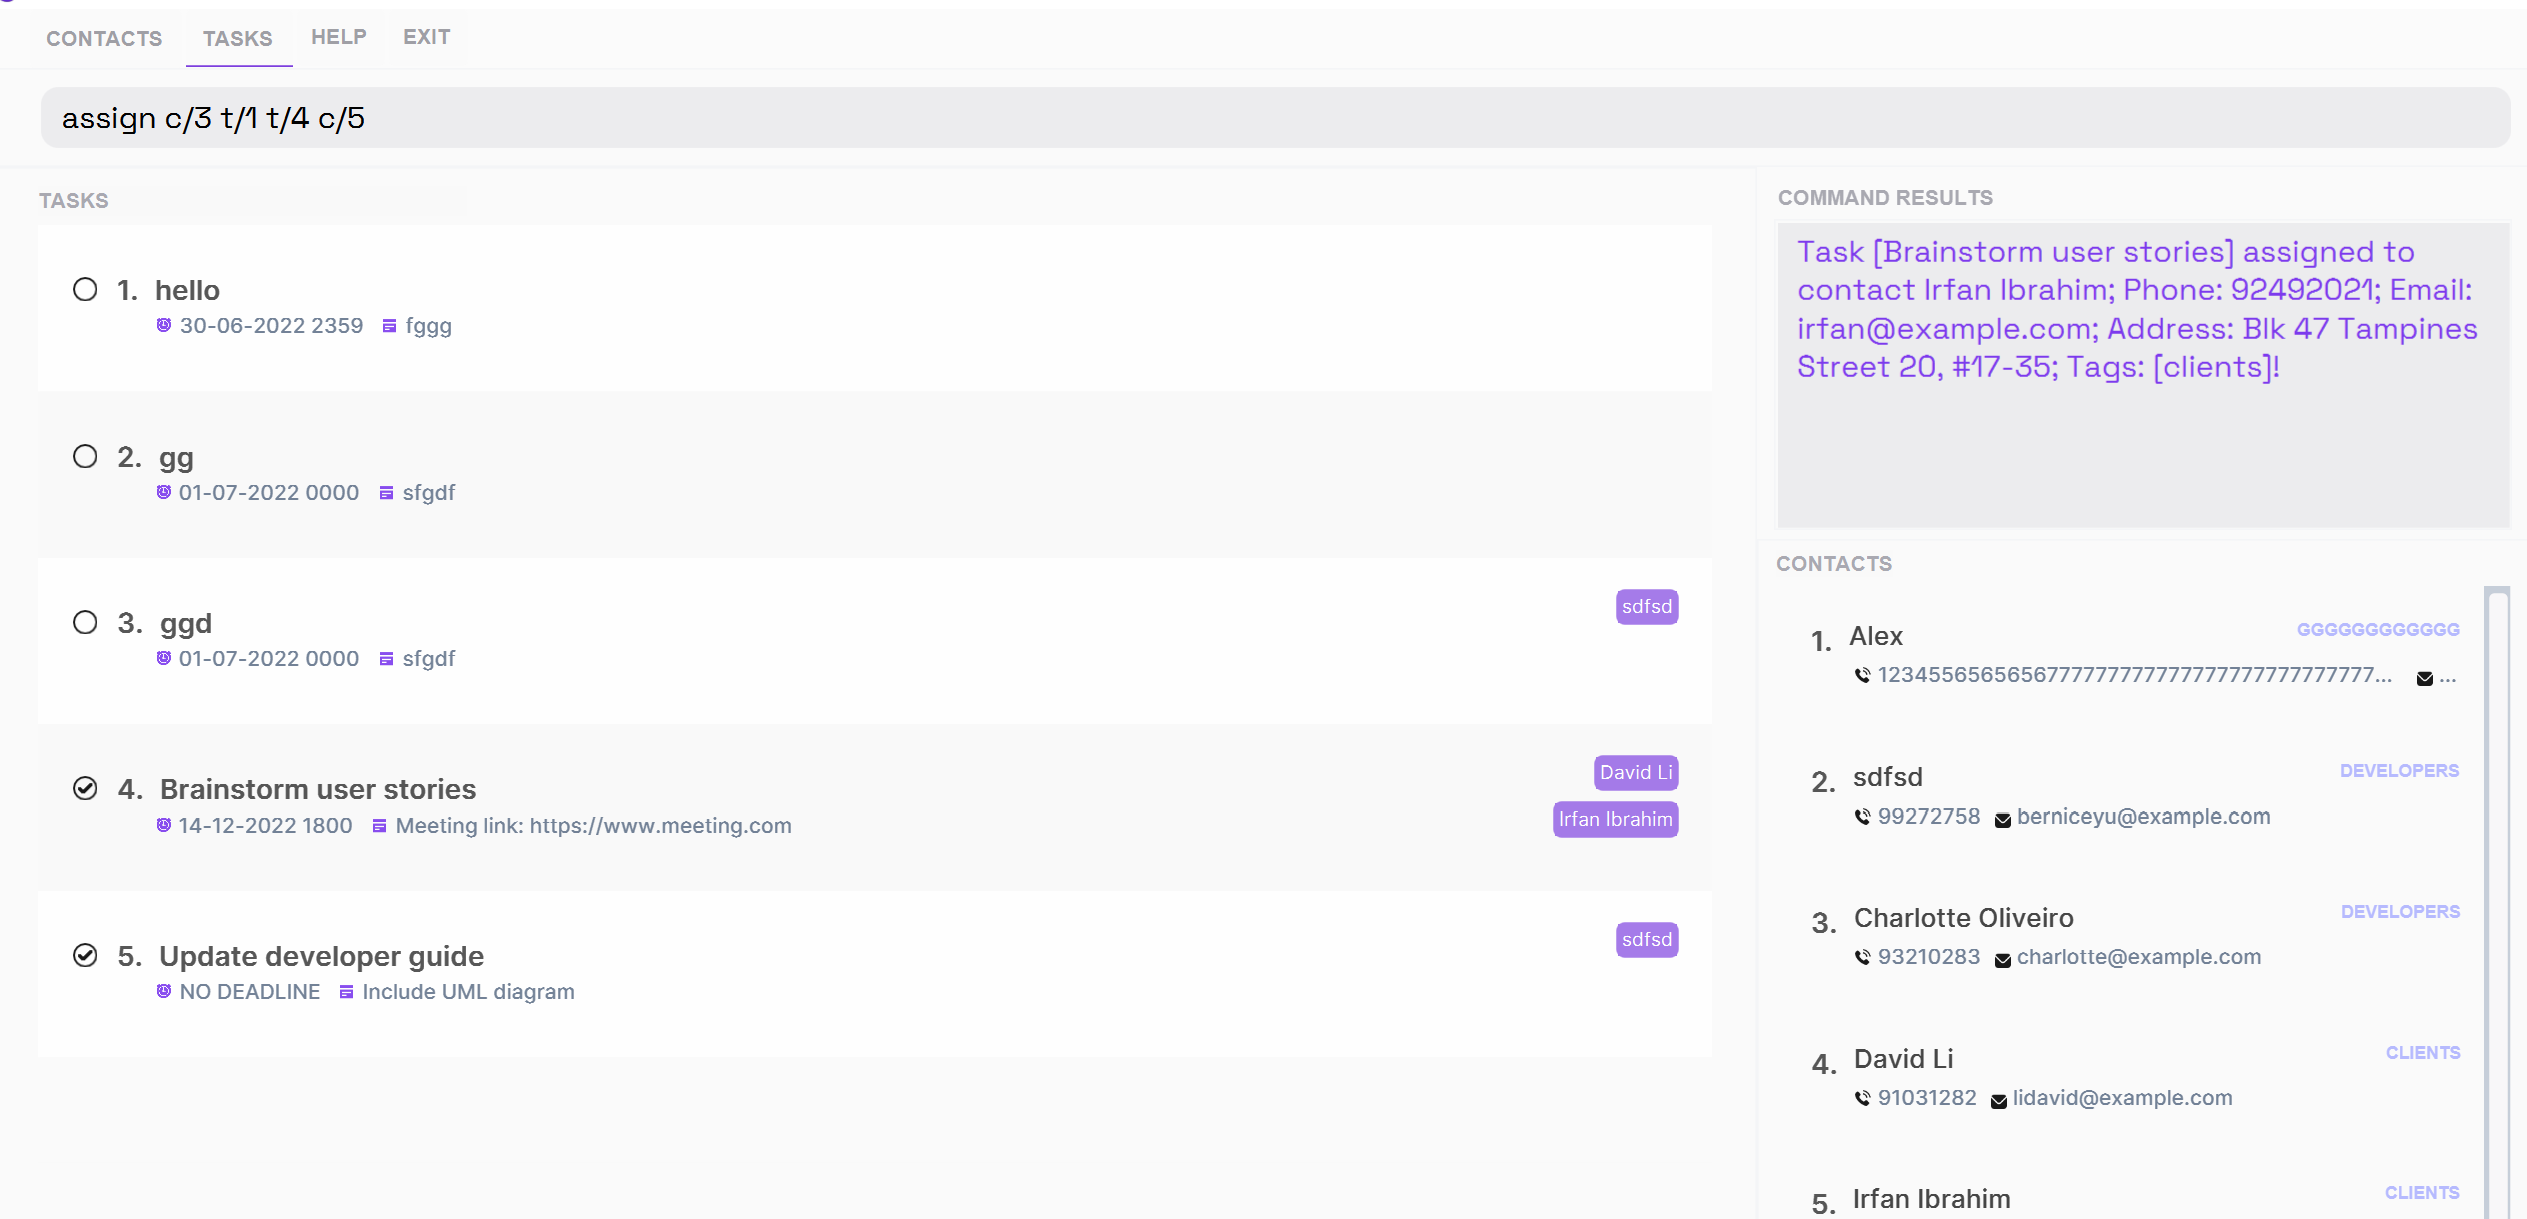 CONTACTS TASKS HELP EXIT
assign c/3 t/1 t/4 c/5
TASKS
1. hello
30-06-2022 2359 fggg
2. gg
01-07-2022 0000 sfgdf
3. ggd
01-07-2022 0000 sfgdf
sdfsd
4. Brainstorm user stories
14-12-2022 1800 Meeting link: https://www.meeting.com
David Li
Irfan Ibrahim
5. Update developer guide
NO DEADLINE Include UML diagram
sdfsd
COMMAND RESULTS
Task [Brainstorm user stories] assigned to
contact Irfan Ibrahim; Phone: 92492021; Email:
irfan@example.com; Address: Blk 47 Tampines
Street 20, #17-35; Tags: [clients]!
CONTACTS
1. Alex GGGGGGGGGGGG
...
2. sdfsd DEVELOPERS
99272758 berniceyu@example.com
3. Charlotte Oliveiro DEVELOPERS
93210283 charlotte@example.com
4. David Li CLIENTS
91031282 lidavid@example.com
5. Irfan Ibrahim CLIENTS